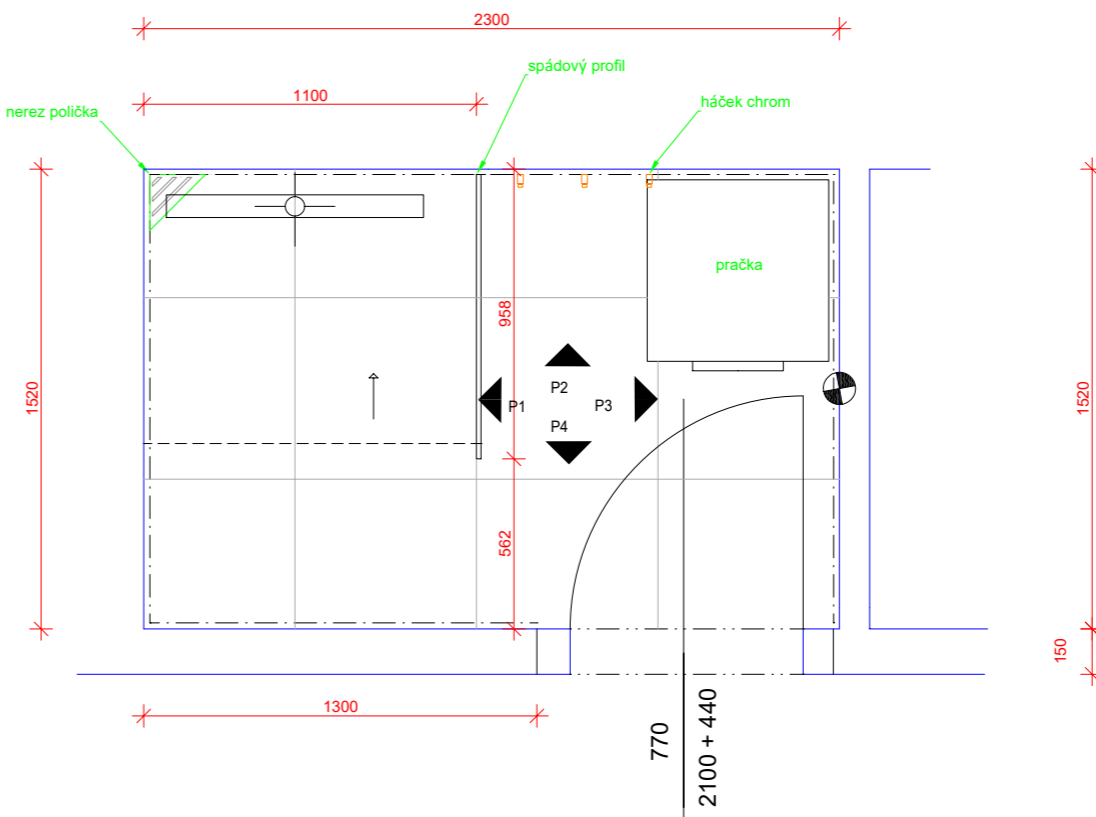 2300
spádový profil
1100
háček chrom
nerez polička
pračka
958
P2
P1
P3
P4
1520
1520
562
150
1300
770
2100 + 440